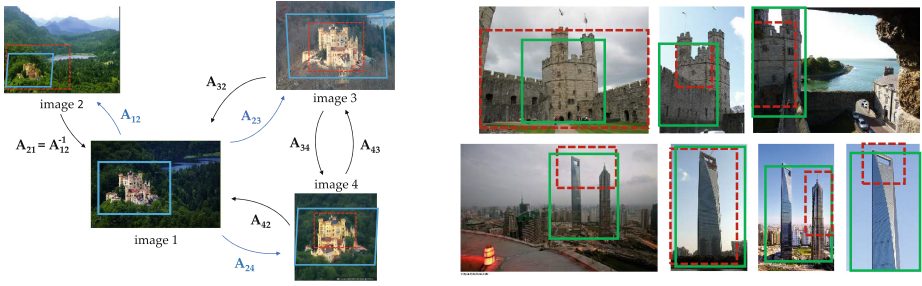 image 2
A₁₂
A₂₁ = A₁₂⁻¹
image 1
A₃₂
A₂₃
image 3
A₃₄
A₄₃
image 4
A₄₂
A₂₄